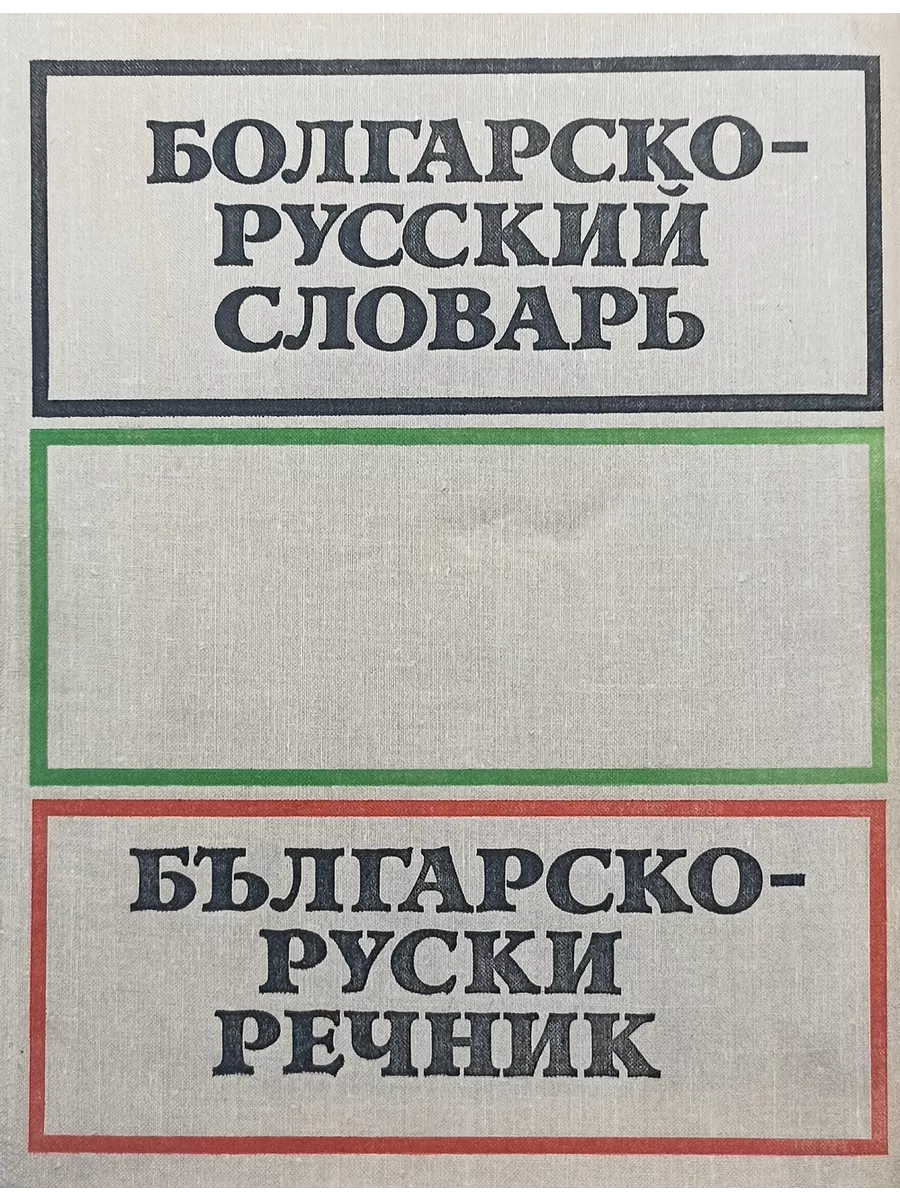 БОЛГАРСКО-
РУССКИЙ
СЛОВАРЬ
БЪЛГАРСКО-
РУСКИ
РЕЧНИК